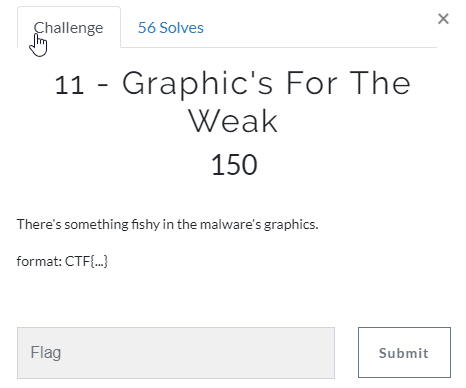 Challenge
56 Solves
×
11 - Graphic's For The
Weak
150
There's something fishy in the malware's graphics.
format: CTF{...}
Flag
Submit